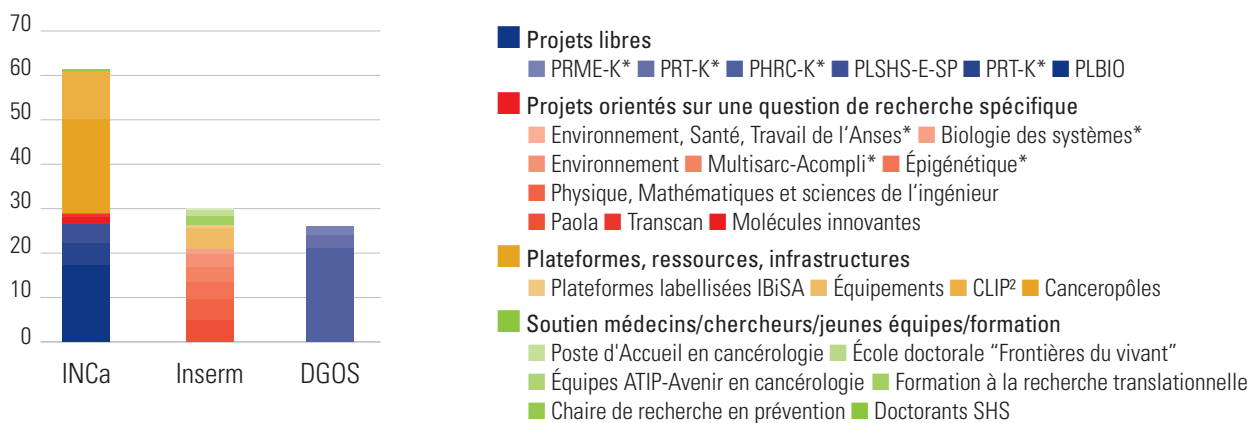 70
60
50
40
30
20
10
0
INCa Inserm DGOS
Projets libres
PRME-K* PRT-K* PHRC-K* PLSHS-E-SP PRT-K* PLBIO
Projets orientés sur une question de recherche spécifique
Environnement, Santé, Travail de l'Anses* Biologie des systèmes*
Environnement Multisarc-Acompli* Épigénétique*
Physique, Mathématiques et sciences de l'ingénieur
Paola Transcan Molécules innovantes
Plateformes, ressources, infrastructures
Plateformes labellisées IBiSA Équipements CLIP² Canceropôles
Soutien médecins/chercheurs/jeunes équipes/formation
Poste d'Accueil en cancérologie École doctorale “Frontières du vivant”
Équipes ATIP-Avenir en cancérologie Formation à la recherche translationnelle
Chaire de recherche en prévention Doctorants SHS